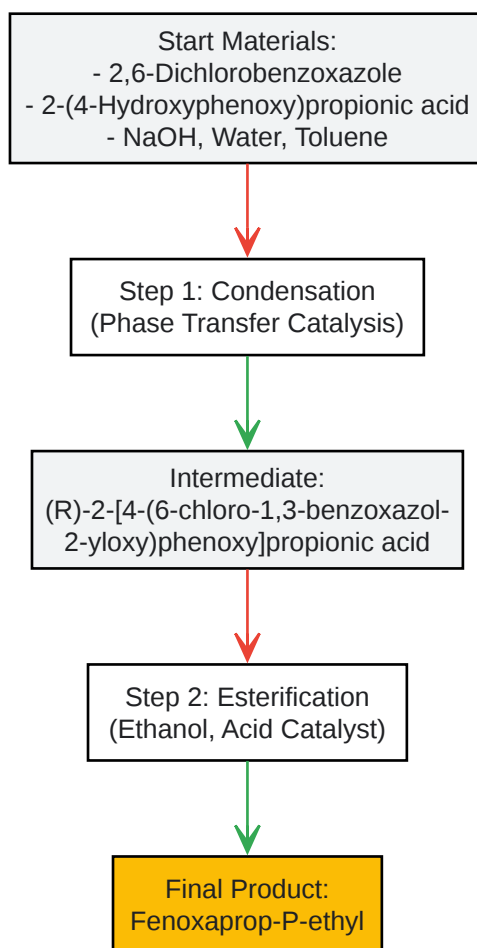 Start Materials:
- 2,6-Dichlorobenzoxazole
- 2-(4-Hydroxyphenoxy)propionic acid
- NaOH, Water, Toluene
Step 1: Condensation
(Phase Transfer Catalysis)
Intermediate:
(R)-2-[4-(6-chloro-1,3-benzoxazol-
2-yloxy)phenoxy]propionic acid
Step 2: Esterification
(Ethanol, Acid Catalyst)
Final Product:
Fenoxaprop-P-ethyl